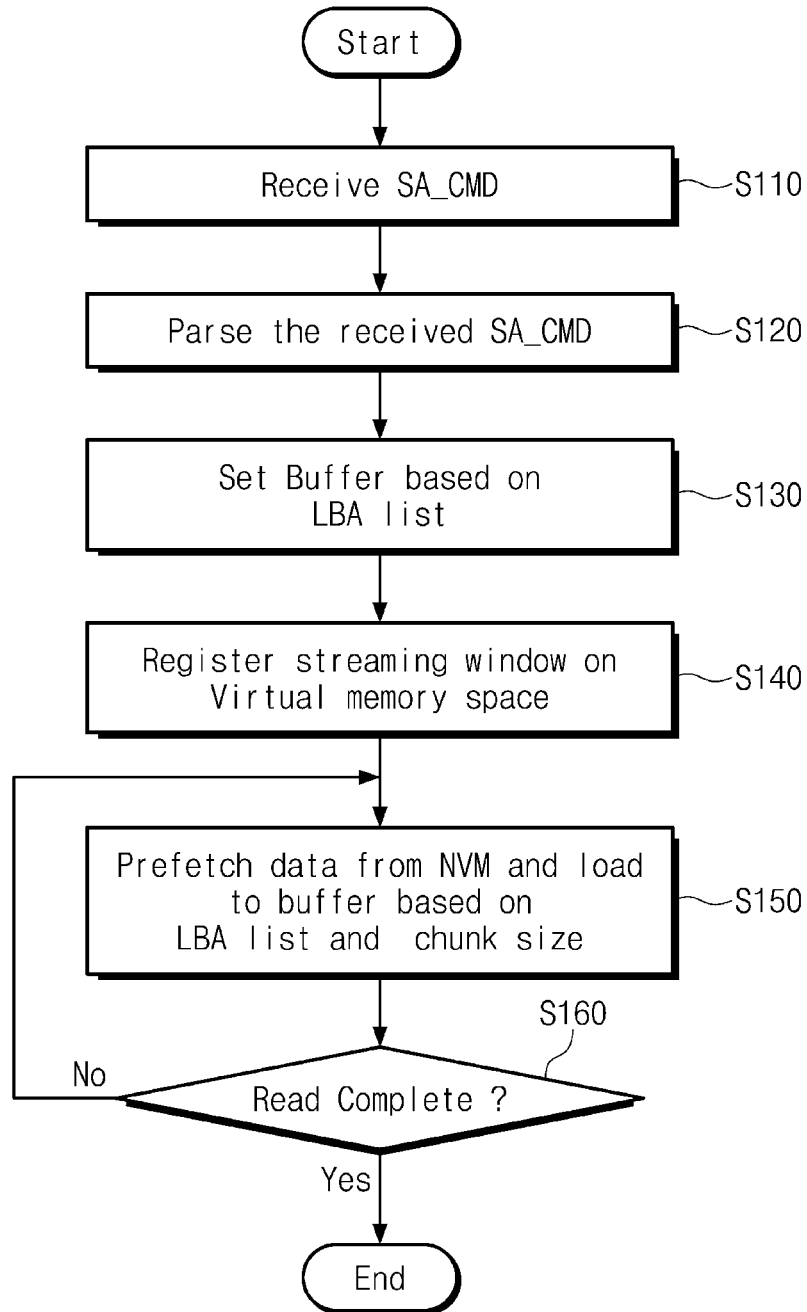 Start
Receive SA_CMD
S110
Parse the received SA_CMD
S120
Set Buffer based on
LBA list
S130
Register streaming window on
Virtual memory space
S140
Prefetch data from NVM and load
to buffer based on
LBA list and chunk size
S150
S160
No
Read Complete ?
Yes
End